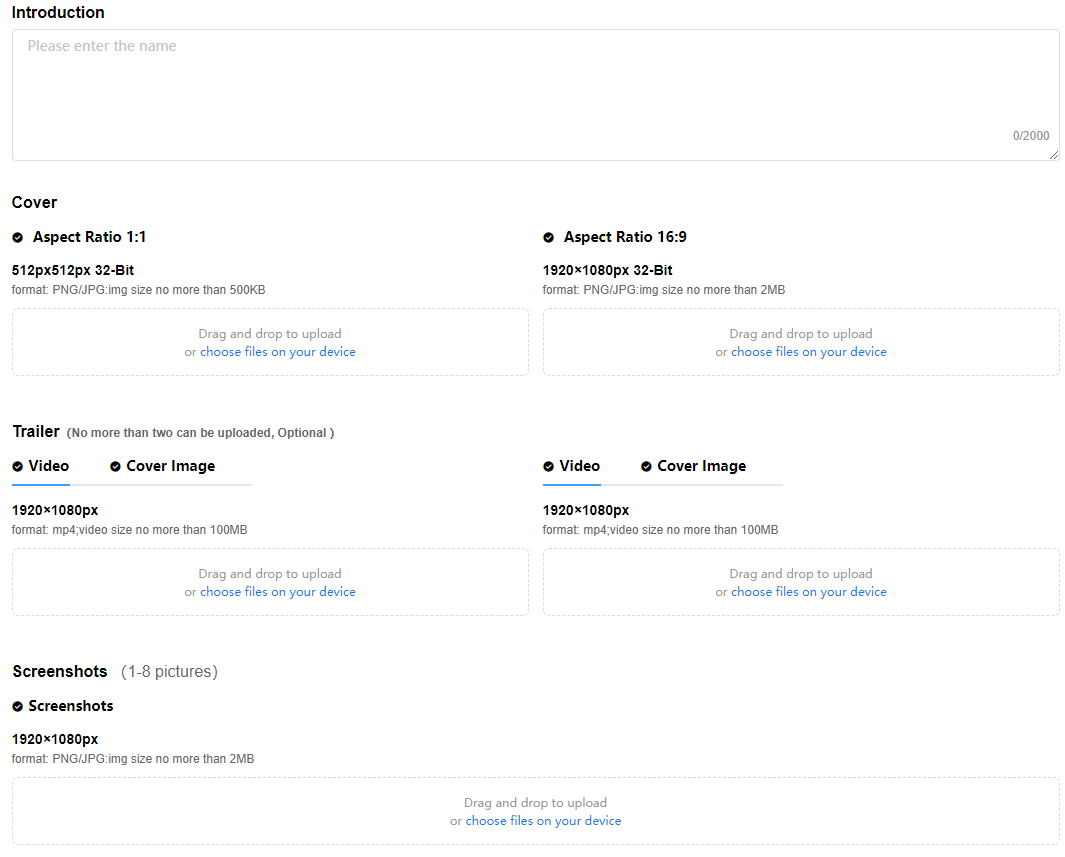 Introduction
Please enter the name
0/2000
Cover
Aspect Ratio 1:1
512px512px 32-Bit
format: PNG/JPG:img size no more than 500KB
Drag and drop to upload
or choose files on your device
Aspect Ratio 16:9
1920×1080px 32-Bit
format: PNG/JPG:img size no more than 2MB
Drag and drop to upload
or choose files on your device
Trailer (No more than two can be uploaded, Optional )
Video Cover Image
1920×1080px
format: mp4;video size no more than 100MB
Drag and drop to upload
or choose files on your device
Video Cover Image
1920×1080px
format: mp4;video size no more than 100MB
Drag and drop to upload
or choose files on your device
Screenshots (1-8 pictures)
Screenshots
1920×1080px
format: PNG/JPG:img size no more than 2MB
Drag and drop to upload
or choose files on your device